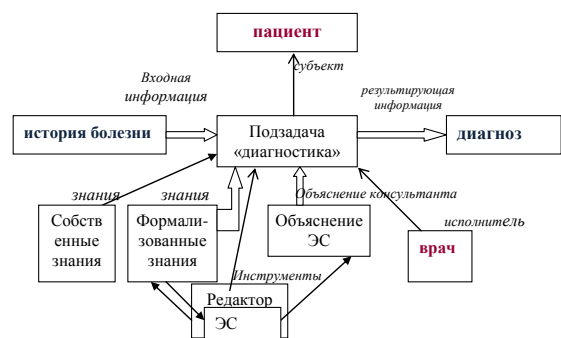 пациент
субъект
Входная
информация
результирующая
информация
история болезни
Подзадача
«диагностика»
диагноз
знания
знания
Объяснение консультанта
Собств
енные
знания
Формали-
зованные
знания
Объяснение
ЭС
исполнитель
врач
Инструменты
Редактор
ЭС